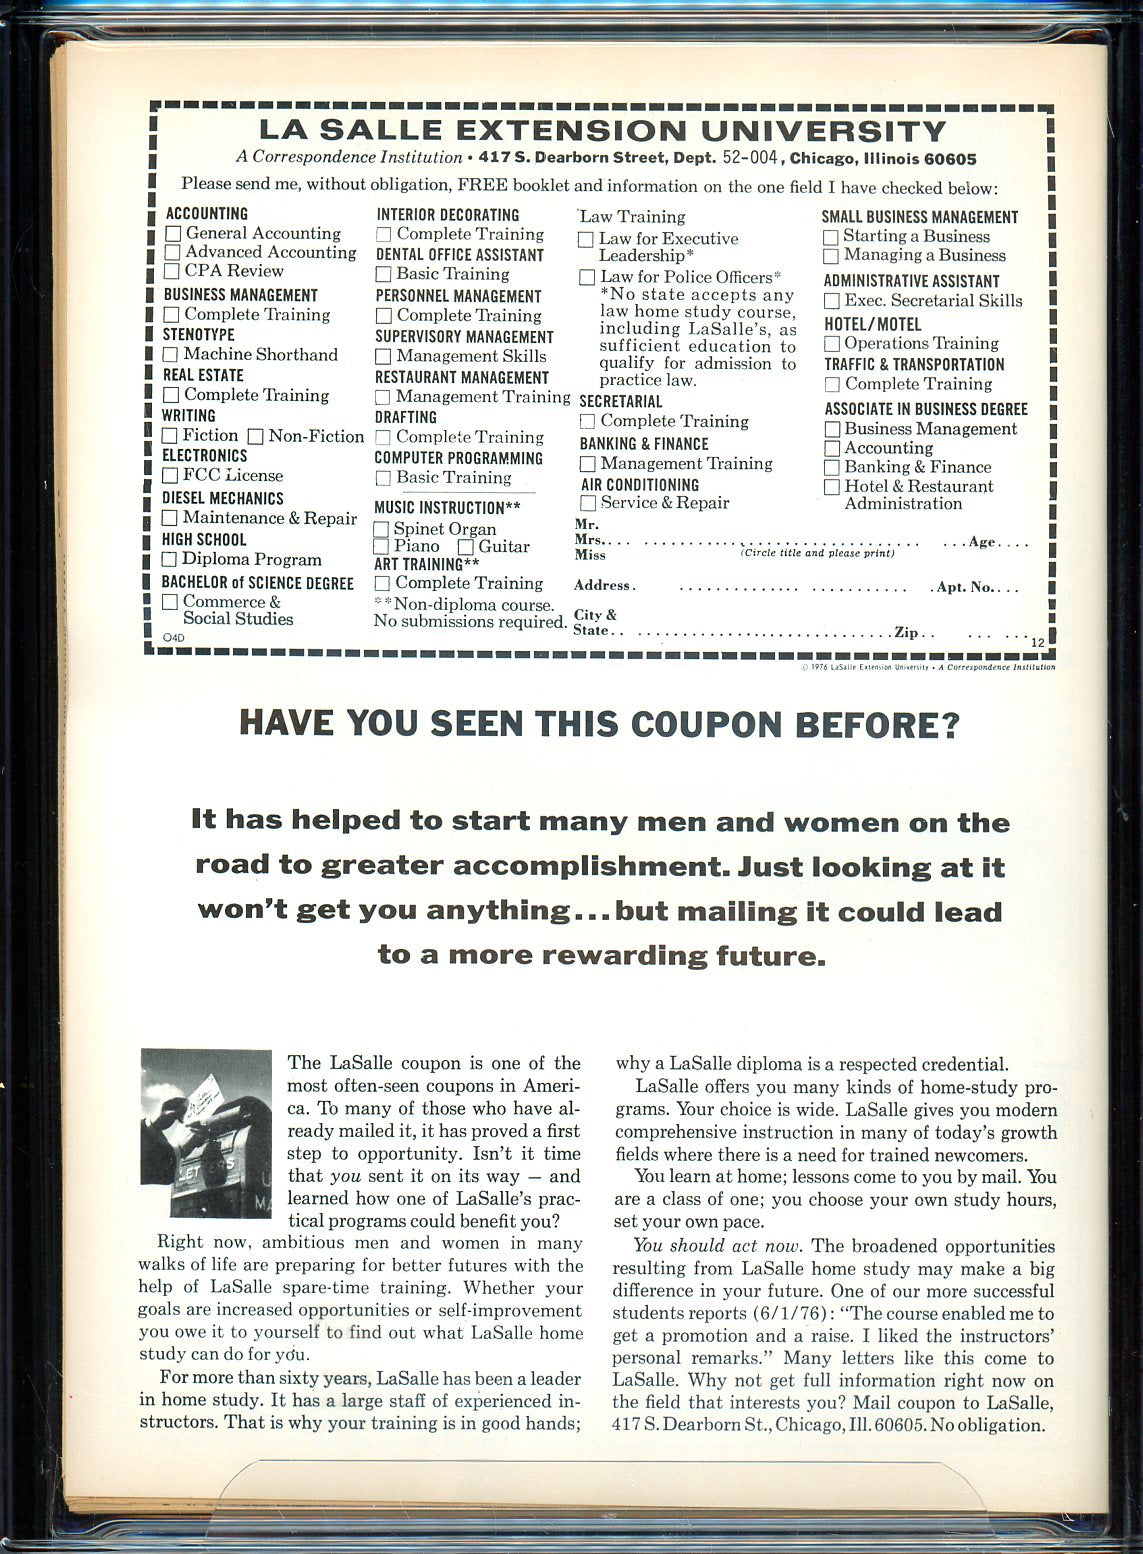 LA SALLE EXTENSION UNIVERSITY
A Correspondence Institution • 417 S. Dearborn Street, Dept. 52-004, Chicago, Illinois 60605
Please send me, without obligation, FREE booklet and information on the one field I have checked below:
ACCOUNTING
General Accounting
Advanced Accounting
CPA Review
BUSINESS MANAGEMENT
Complete Training
STENOTYPE
Machine Shorthand
REAL ESTATE
Complete Training
WRITING
Fiction Non-Fiction
ELECTRONICS
FCC License
DIESEL MECHANICS
Maintenance & Repair
HIGH SCHOOL
Diploma Program
BACHELOR of SCIENCE DEGREE
Commerce &
Social Studies
O4D
INTERIOR DECORATING
Complete Training
DENTAL OFFICE ASSISTANT
Basic Training
PERSONNEL MANAGEMENT
Complete Training
SUPERVISORY MANAGEMENT
Management Skills
RESTAURANT MANAGEMENT
Management Training
DRAFTING
Complete Training
COMPUTER PROGRAMMING
Basic Training
MUSIC INSTRUCTION**
Spinet Organ
Piano Guitar
ART TRAINING**
Complete Training
**Non-diploma course.
No submissions required.
Law Training
Law for Executive
Leadership*
Law for Police Officers*
*No state accepts any
law home study course,
including LaSalle's, as
sufficient education to
qualify for admission to
practice law.
SECRETARIAL
Complete Training
BANKING & FINANCE
Management Training
AIR CONDITIONING
Service & Repair
SMALL BUSINESS MANAGEMENT
Starting a Business
Managing a Business
ADMINISTRATIVE ASSISTANT
Exec. Secretarial Skills
HOTEL/MOTEL
Operations Training
TRAFFIC & TRANSPORTATION
Complete Training
ASSOCIATE IN BUSINESS DEGREE
Business Management
Accounting
Banking & Finance
Hotel & Restaurant
Administration
Mr.
Mrs.... ............................... ...Age....
Miss (Circle title and please print)
Address. ............. ........... .Apt. No....
City &
State.. ............................Zip.. ... ...
12
© 1976 LaSalle Extension University • A Correspondence Institution
HAVE YOU SEEN THIS COUPON BEFORE?
It has helped to start many men and women on the
road to greater accomplishment. Just looking at it
won't get you anything...but mailing it could lead
to a more rewarding future.
LETTERS
U
MA
The LaSalle coupon is one of the
most often-seen coupons in Ameri-
ca. To many of those who have al-
ready mailed it, it has proved a first
step to opportunity. Isn't it time
that you sent it on its way — and
learned how one of LaSalle's prac-
tical programs could benefit you?
Right now, ambitious men and women in many
walks of life are preparing for better futures with the
help of LaSalle spare-time training. Whether your
goals are increased opportunities or self-improvement
you owe it to yourself to find out what LaSalle home
study can do for you.
For more than sixty years, LaSalle has been a leader
in home study. It has a large staff of experienced in-
structors. That is why your training is in good hands;
why a LaSalle diploma is a respected credential.
LaSalle offers you many kinds of home-study pro-
grams. Your choice is wide. LaSalle gives you modern
comprehensive instruction in many of today's growth
fields where there is a need for trained newcomers.
You learn at home; lessons come to you by mail. You
are a class of one; you choose your own study hours,
set your own pace.
You should act now. The broadened opportunities
resulting from LaSalle home study may make a big
difference in your future. One of our more successful
students reports (6/1/76): "The course enabled me to
get a promotion and a raise. I liked the instructors'
personal remarks." Many letters like this come to
LaSalle. Why not get full information right now on
the field that interests you? Mail coupon to LaSalle,
417 S. Dearborn St., Chicago, Ill. 60605. No obligation.